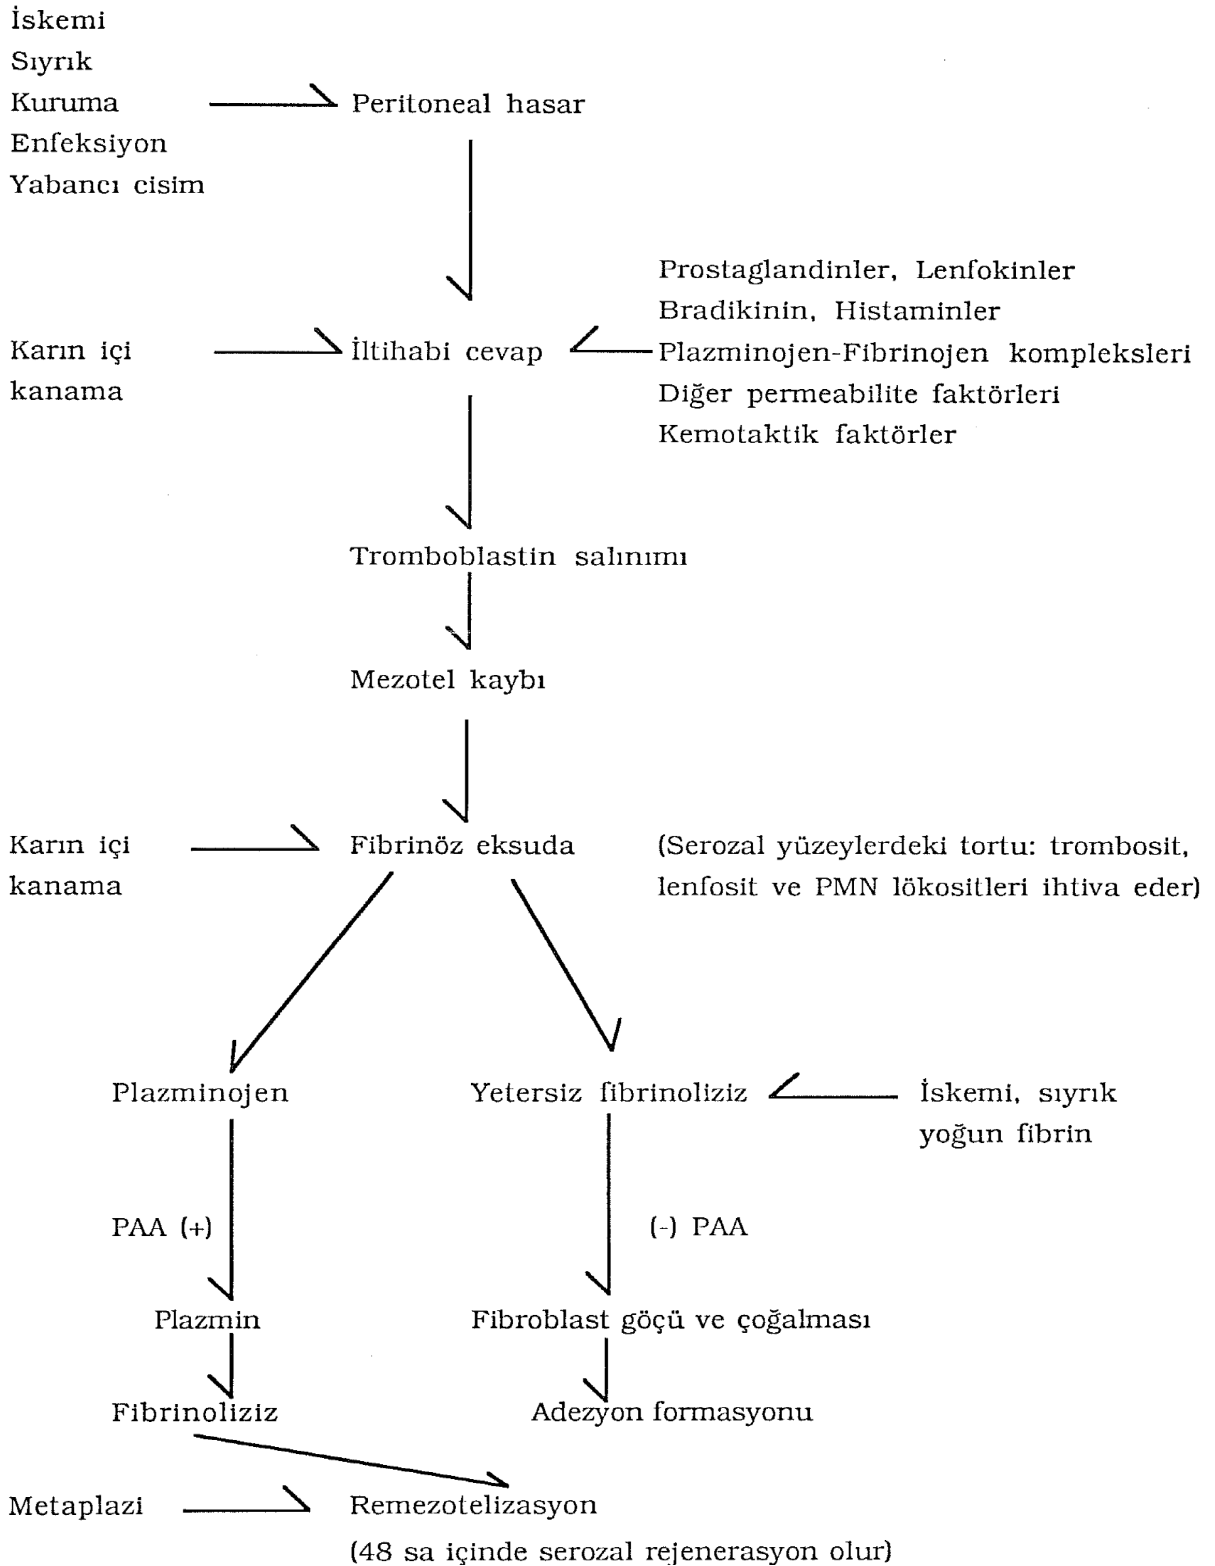 İskemi
Sıyrık
Kuruma
Enfeksiyon
Yabancı cisim
Peritoneal hasar
Prostaglandinler, Lenfokinler
Bradikinin, Histaminler
Plazminojen-Fibrinojen kompleksleri
Diğer permeabilite faktörleri
Kemotaktik faktörler
Karın içi
kanama
İltihabi cevap
Tromboblastin salınımı
Mezotel kaybı
Karın içi
kanama
Fibrinöz eksuda
(Serozal yüzeylerdeki tortu: trombosit,
lenfosit ve PMN lökositleri ihtiva eder)
Plazminojen
Yetersiz fibrinoliziz
İskemi, sıyrık
yoğun fibrin
PAA (+)
(-) PAA
Plazmin
Fibroblast göçü ve çoğalması
Fibrinoliziz
Adezyon formasyonu
Metaplazi
Remezotelizasyon
(48 sa içinde serozal rejenerasyon olur)